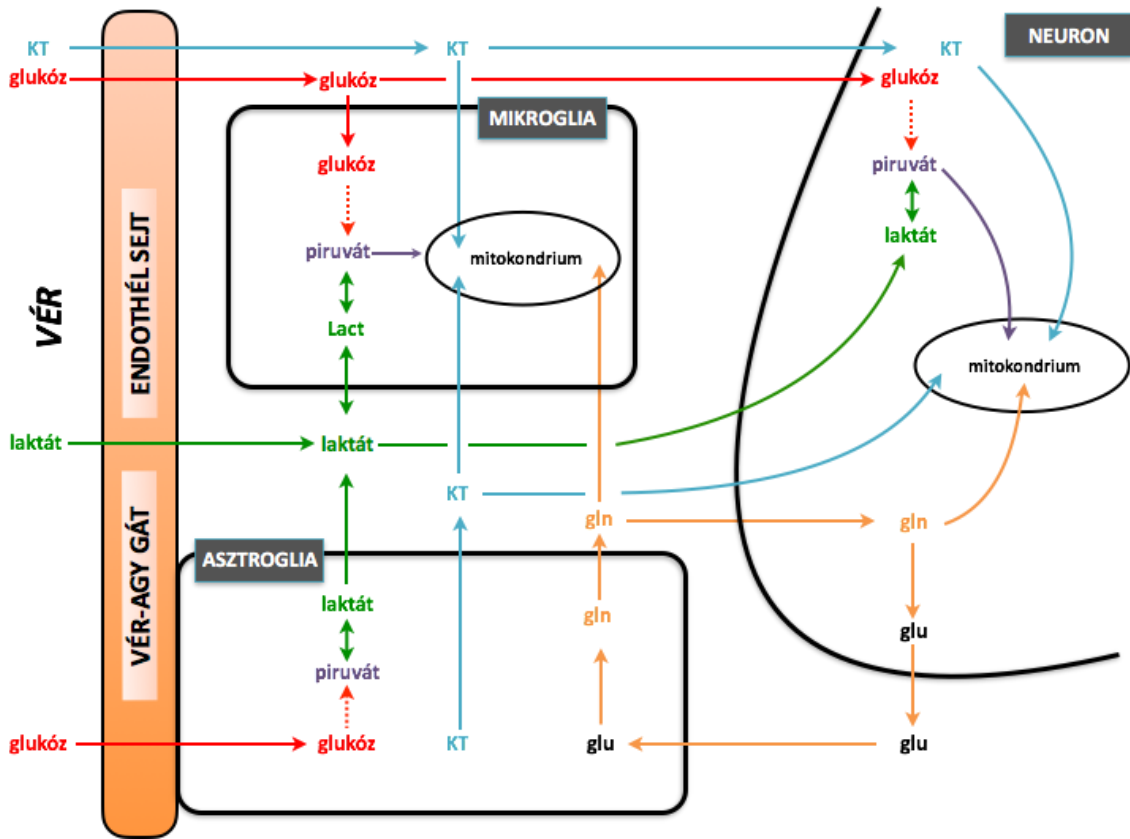 KT
KT
KT
NEURON
glukóz
glukóz
glukóz
MIKROGLIA
glukóz
piruvát
piruvát
mitokondrium
laktát
Lact
mitokondrium
VÉR
ENDOTHÉL SEJT
VÉR-AGY GÁT
laktát
laktát
KT
gln
gln
ASZTROGLIA
laktát
gln
glu
piruvát
glukóz
glukóz
KT
glu
glu